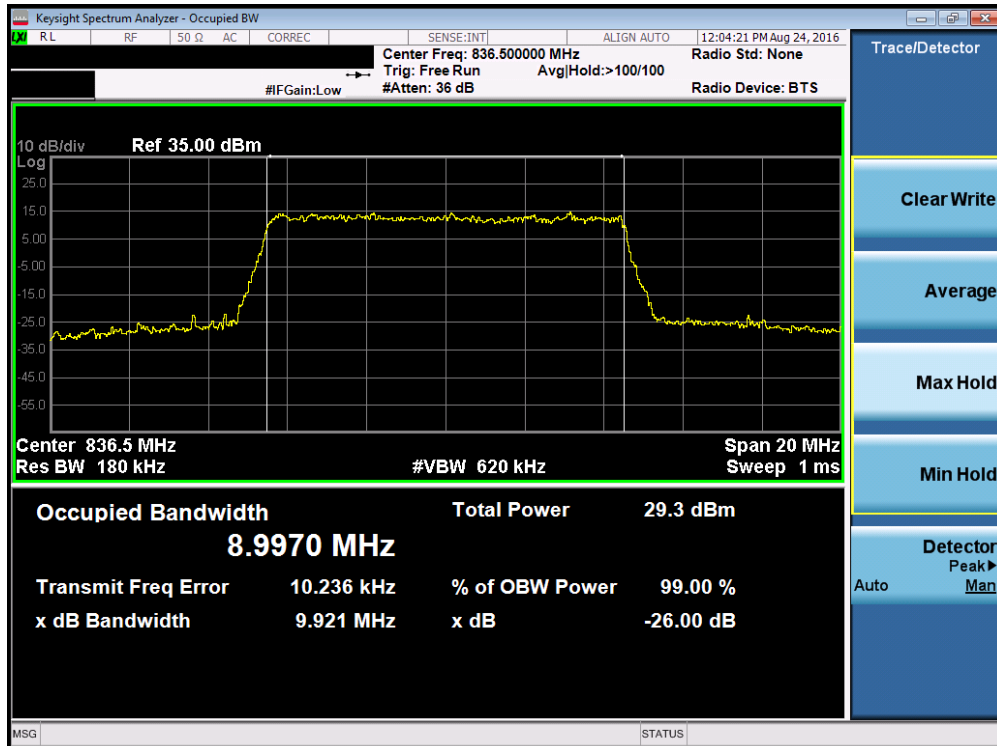 Keysight Spectrum Analyzer - Occupied BW
LXI RL RF 50 Ω AC CORREC SENSE:INT ALIGN AUTO 12:04:21 PM Aug 24, 2016
Center Freq: 836.500000 MHz Radio Std: None
Trig: Free Run Avg|Hold:>100/100
#IFGain:Low #Atten: 36 dB Radio Device: BTS
10 dB/div Ref 35.00 dBm
Log
25.0
15.0
5.00
-5.00
-15.0
-25.0
-35.0
-45.0
-55.0
Center 836.5 MHz Span 20 MHz
Res BW 180 kHz #VBW 620 kHz Sweep 1 ms
Occupied Bandwidth Total Power 29.3 dBm
8.9970 MHz
Transmit Freq Error 10.236 kHz % of OBW Power 99.00 %
x dB Bandwidth 9.921 MHz x dB -26.00 dB
Trace/Detector
Clear Write
Average
Max Hold
Min Hold
Detector
Peak▶
Auto Man
MSG STATUS